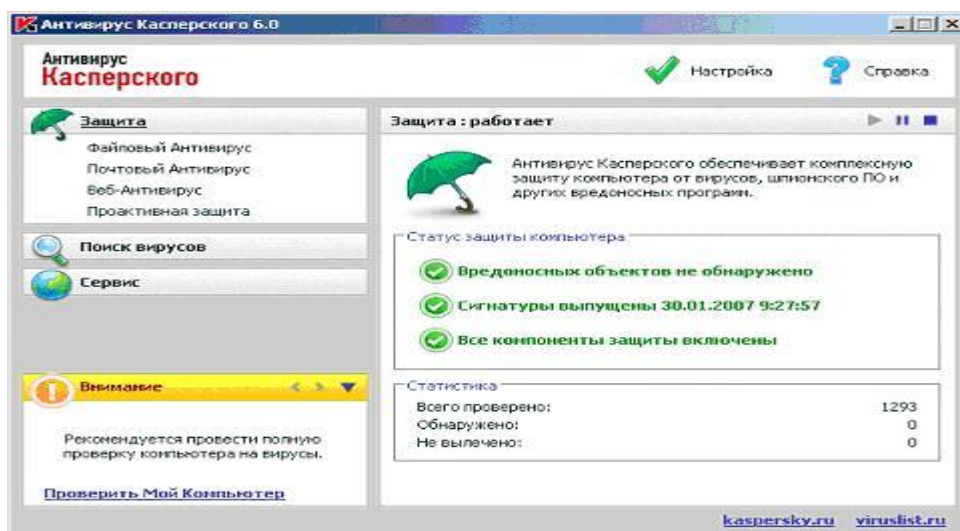 Антивирус Касперского 6.0
Антивирус
Касперского
Настройка
Справка
Защита
Файловый Антивирус
Почтовый Антивирус
Веб-Антивирус
Проактивная защита
Поиск вирусов
Сервис
Внимание
Рекомендуется провести полную
проверку компьютера на вирусы.
Проверить Мой Компьютер
Защита : работает
Антивирус Касперского обеспечивает комплексную
защиту компьютера от вирусов, шпионского ПО и
других вредоносных программ.
Статус защиты компьютера
Вредоносных объектов не обнаружено
Сигнатуры выпущены 30.01.2007 9:27:57
Все компоненты защиты включены
Статистика
Всего проверено: 1293
Обнаружено: 0
Не вылечено: 0
kaspersky.ru viruslist.ru